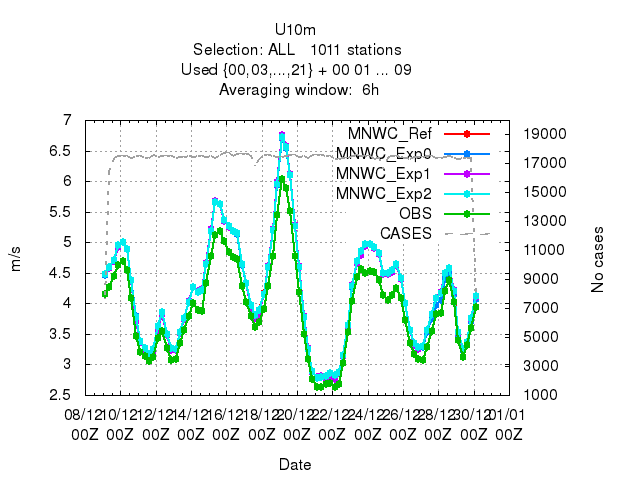 U10m
Selection: ALL   1011 stations
Used {00,03,...,21} + 00 01 ... 09
Averaging window:  6h
7
6.5
6
5.5
5
4.5
4
3.5
3
2.5
m/s
19000
17000
15000
13000
11000
9000
7000
5000
3000
1000
No cases
MNWC_Ref
MNWC_Exp0
MNWC_Exp1
MNWC_Exp2
OBS
CASES
08/12 10/12 12/12 14/12 16/12 18/12 20/12 22/12 24/12 26/12 28/12 30/12 01/01
00Z 00Z 00Z 00Z 00Z 00Z 00Z 00Z 00Z 00Z 00Z 00Z 00Z
Date